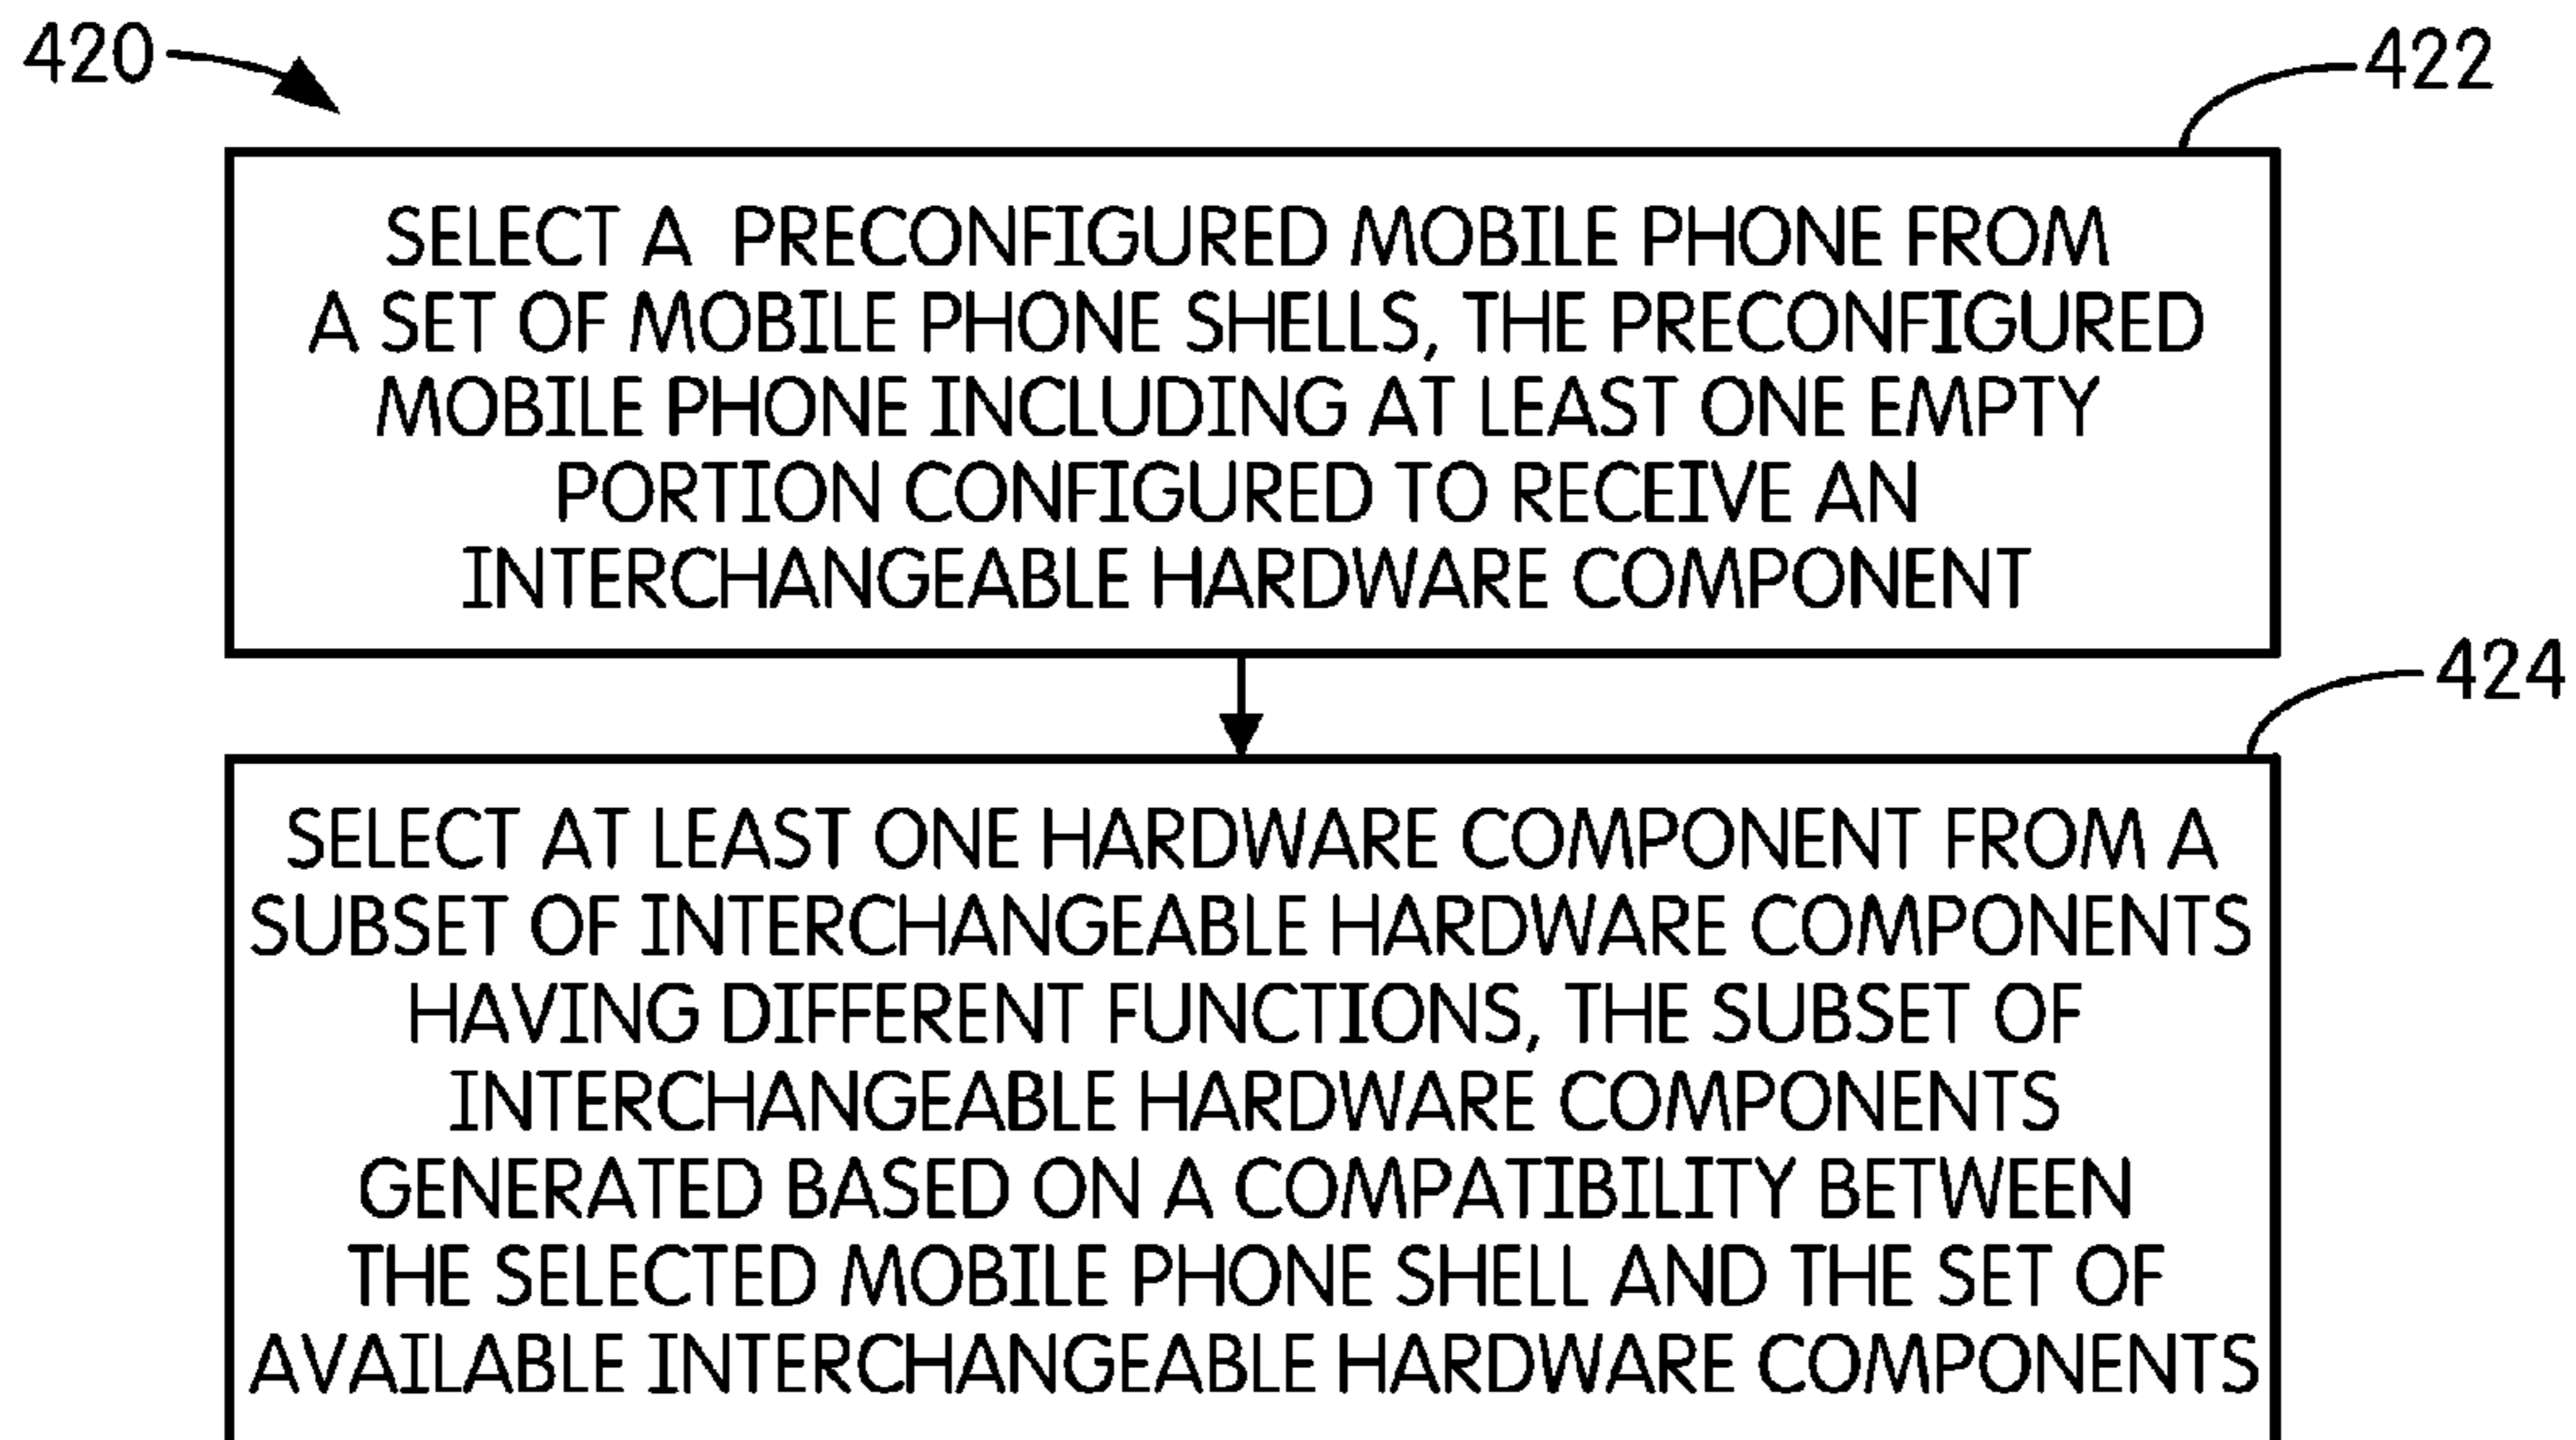 420
422
SELECT A PRECONFIGURED MOBILE PHONE FROM
A SET OF MOBILE PHONE SHELLS, THE PRECONFIGURED
MOBILE PHONE INCLUDING AT LEAST ONE EMPTY
PORTION CONFIGURED TO RECEIVE AN
INTERCHANGEABLE HARDWARE COMPONENT
424
SELECT AT LEAST ONE HARDWARE COMPONENT FROM A
SUBSET OF INTERCHANGEABLE HARDWARE COMPONENTS
HAVING DIFFERENT FUNCTIONS, THE SUBSET OF
INTERCHANGEABLE HARDWARE COMPONENTS
GENERATED BASED ON A COMPATIBILITY BETWEEN
THE SELECTED MOBILE PHONE SHELL AND THE SET OF
AVAILABLE INTERCHANGEABLE HARDWARE COMPONENTS